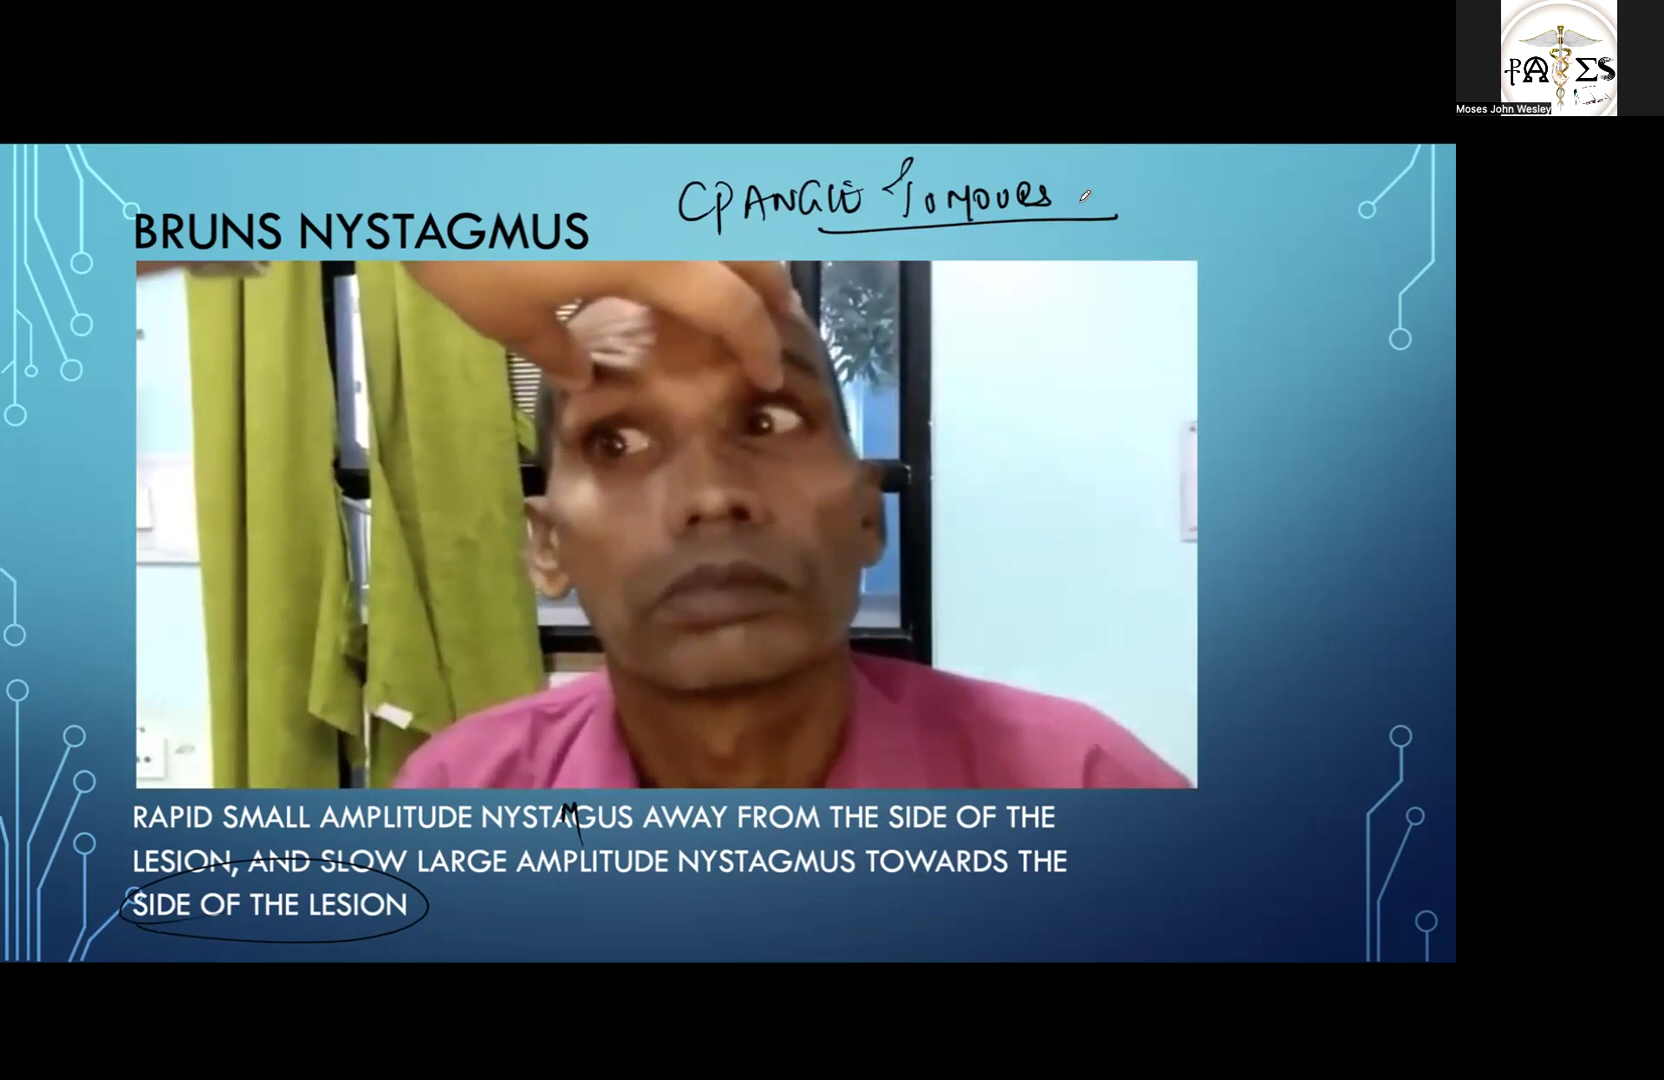 Moses John Wesley
CP ANGLE TUMOURS
BRUNS NYSTAGMUS
RAPID SMALL AMPLITUDE NYSTAMGUS AWAY FROM THE SIDE OF THE
LESION, AND SLOW LARGE AMPLITUDE NYSTAGMUS TOWARDS THE
SIDE OF THE LESION